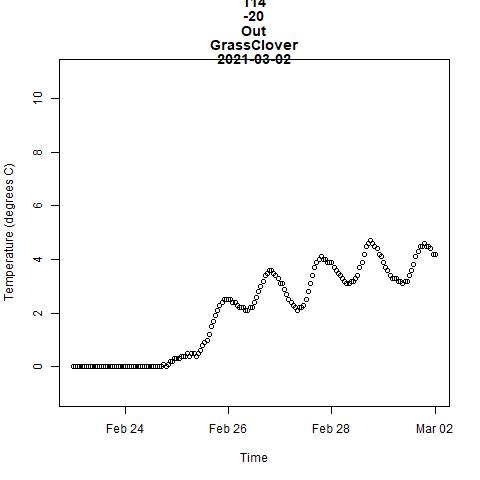 T14
-20
Out
GrassClover
2021-03-02
Temperature (degrees C)
10
8
6
4
2
0
Feb 24 Feb 26 Feb 28 Mar 02
Time